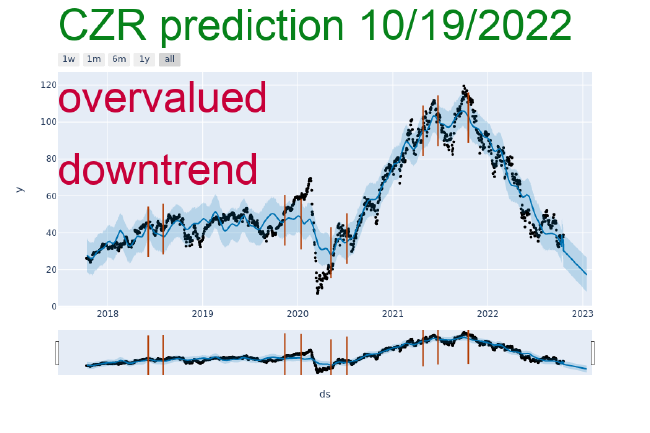 CZR prediction 10/19/2022
1w 1m 6m 1y all
overvalued
downtrend
120
100
80
60
40
20
0
y
2018 2019 2020 2021 2022 2023
ds